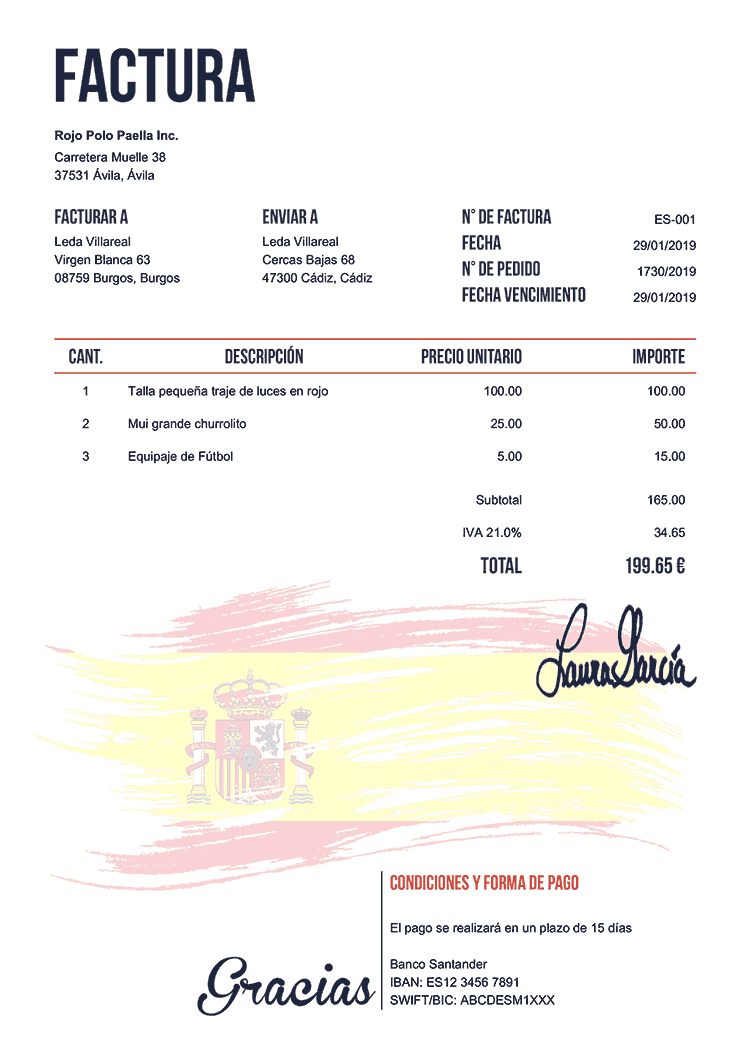 FACTURA
Rojo Polo Paella Inc.
Carretera Muelle 38
37531 Ávila, Ávila
FACTURAR A
Leda Villareal
Virgen Blanca 63
08759 Burgos, Burgos
ENVIAR A
Leda Villareal
Cercas Bajas 68
47300 Cádiz, Cádiz
N° DE FACTURA ES-001
FECHA 29/01/2019
N° DE PEDIDO 1730/2019
FECHA VENCIMIENTO 29/01/2019
CANT. DESCRIPCIÓN PRECIO UNITARIO IMPORTE
1 Talla pequeña traje de luces en rojo 100.00 100.00
2 Mui grande churrolito 25.00 50.00
3 Equipaje de Fútbol 5.00 15.00
Subtotal 165.00
IVA 21.0% 34.65
TOTAL 199.65 €
Laura García
CONDICIONES Y FORMA DE PAGO
El pago se realizará en un plazo de 15 días
Banco Santander
IBAN: ES12 3456 7891
SWIFT/BIC: ABCDESM1XXX
Gracias